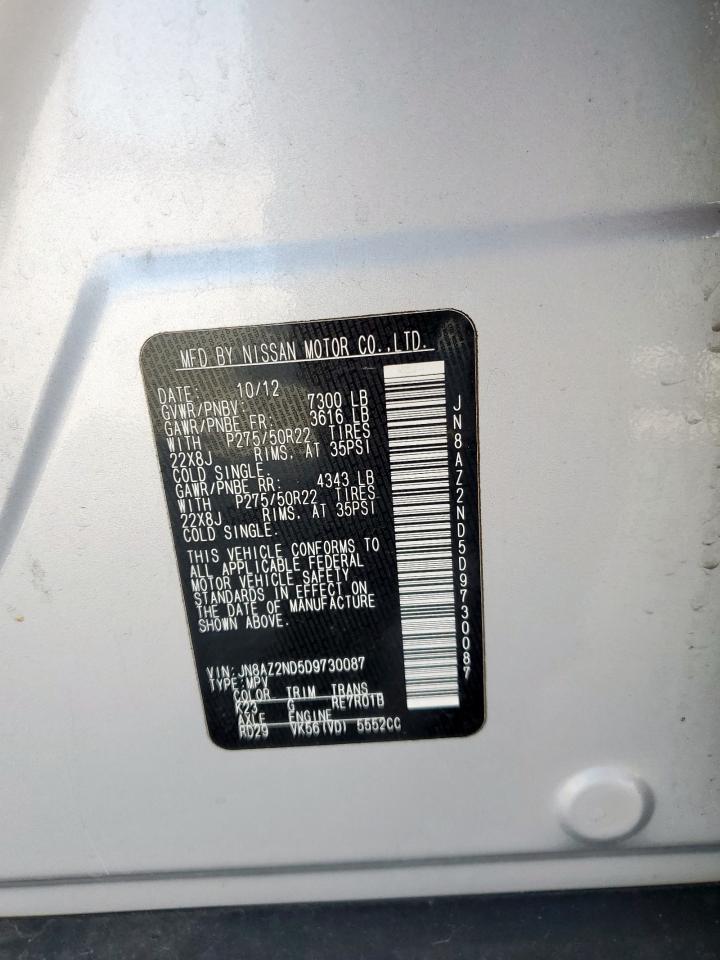 MFD BY NISSAN MOTOR CO.,LTD.
DATE: 10/12
GVWR/PNBV: 7300 LB
GAWR/PNBE FR: 3616 LB
WITH P275/50R22 TIRES
22X8J RIMS. AT 35PSI
COLD SINGLE.
GAWR/PNBE RR: 4343 LB
WITH P275/50R22 TIRES
22X8J RIMS. AT 35PSI
COLD SINGLE.
THIS VEHICLE CONFORMS TO
ALL APPLICABLE FEDERAL
MOTOR VEHICLE SAFETY
STANDARDS IN EFFECT ON
THE DATE OF MANUFACTURE
SHOWN ABOVE.
VIN: JN8AZ2ND5D9730087
TYPE:MPV
COLOR TRIM TRANS
K23 G RE7R01B
AXLE ENGINE
RD29 VK56(VD) 5552CC
JN8AZ2ND5D9730087